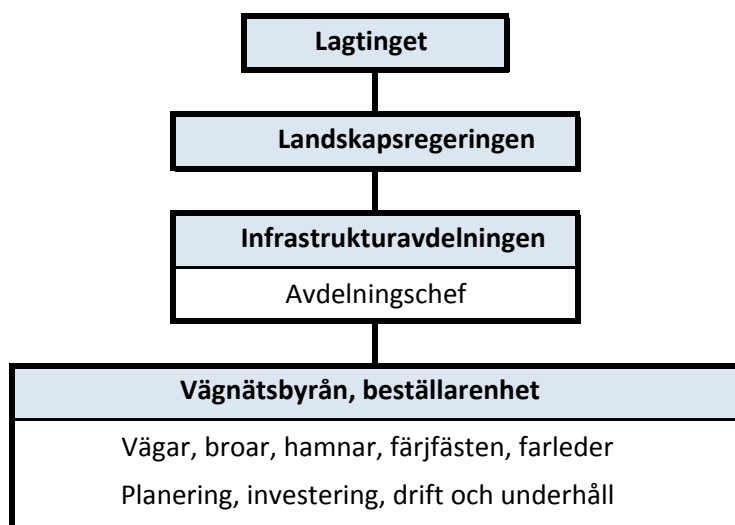 Lagtinget
Landskapsregeringen
Infrastrukturavdelningen
Avdelningschef
Vägnätsbyrån, beställarenhet
Vägar, broar, hamnar, färjfästen, farleder
Planering, investering, drift och underhåll